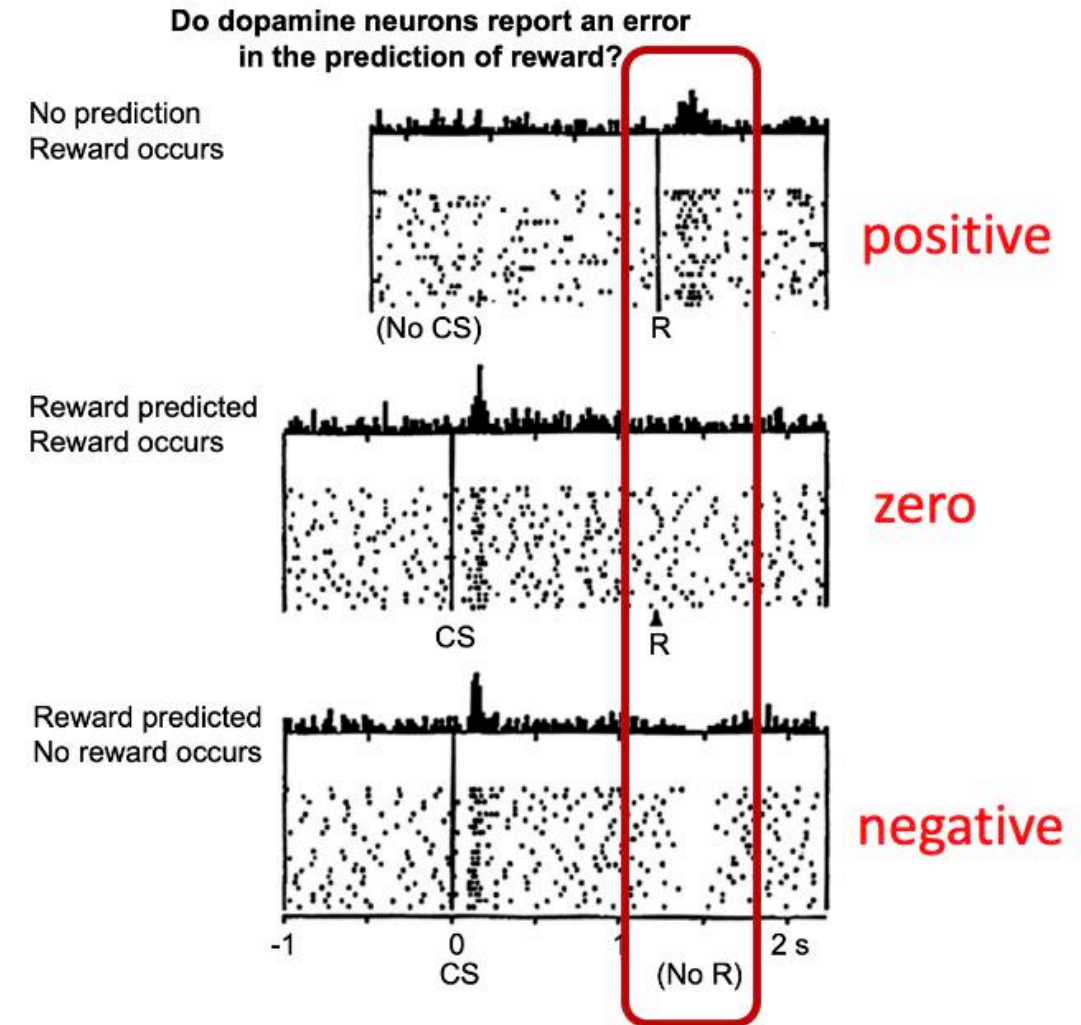 Do dopamine neurons report an error
in the prediction of reward?
No prediction
Reward occurs
positive
(No CS)
R
Reward predicted
Reward occurs
zero
CS
R
Reward predicted
No reward occurs
negative
-1
0
1
2 s
CS
(No R)